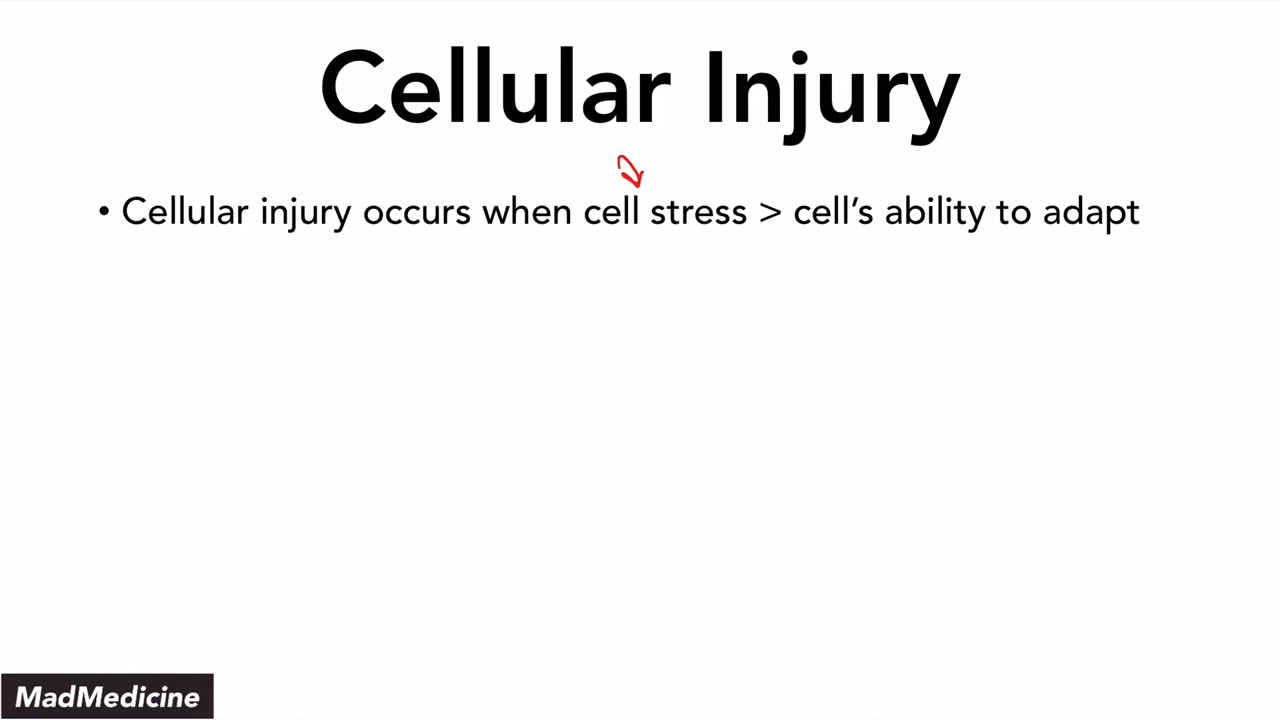 Cellular Injury
• Cellular injury occurs when cell stress > cell’s ability to adapt
MadMedicine